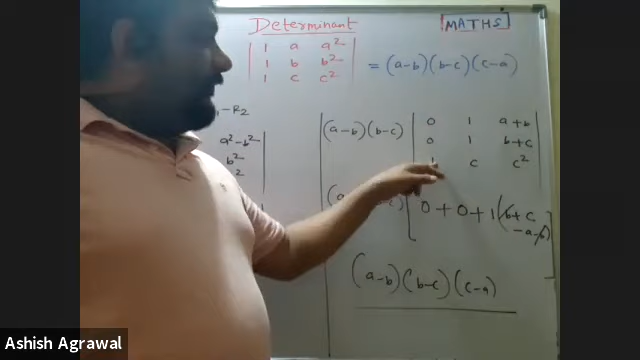 Determinant
MATHS
1 a a²
1 b b²
1 c c²
= (a-b)(b-c)(c-a)
- R₂
a²-b²
b²
2
(a-b)(b-c)
0 1 a+b
0 1 b+c
1 c c²
0 + 0 + 1(b+c
-a-b)
(a-b)(b-c)(c-a)
Ashish Agrawal